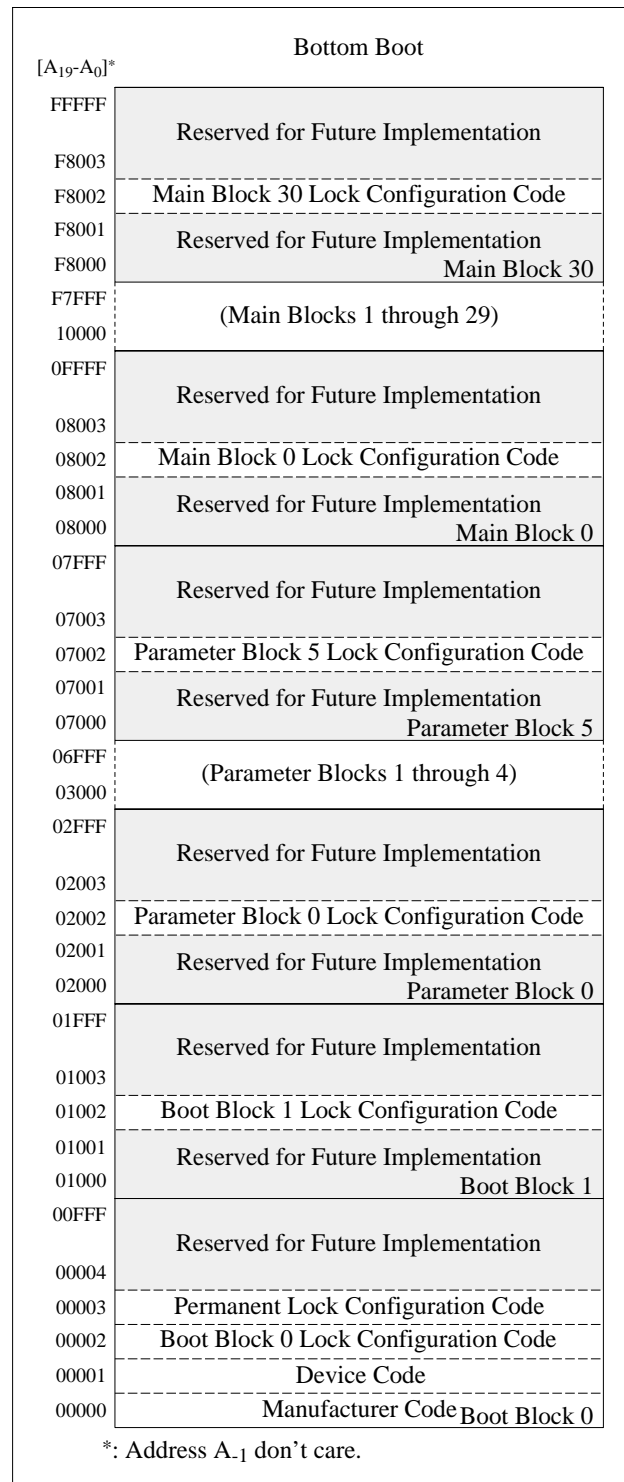 Bottom Boot
[A19-A0]*
FFFFF
Reserved for Future Implementation
F8003
F8002 Main Block 30 Lock Configuration Code
F8001
Reserved for Future Implementation
F8000
Main Block 30
F7FFF
(Main Blocks 1 through 29)
10000
0FFFF
Reserved for Future Implementation
08003
08002 Main Block 0 Lock Configuration Code
08001
Reserved for Future Implementation
08000
Main Block 0
07FFF
Reserved for Future Implementation
07003
07002 Parameter Block 5 Lock Configuration Code
07001
Reserved for Future Implementation
07000
Parameter Block 5
06FFF
(Parameter Blocks 1 through 4)
03000
02FFF
Reserved for Future Implementation
02003
02002 Parameter Block 0 Lock Configuration Code
02001
Reserved for Future Implementation
02000
Parameter Block 0
01FFF
Reserved for Future Implementation
01003
01002 Boot Block 1 Lock Configuration Code
01001
Reserved for Future Implementation
01000
Boot Block 1
00FFF
Reserved for Future Implementation
00004
00003 Permanent Lock Configuration Code
00002 Boot Block 0 Lock Configuration Code
00001 Device Code
00000 Manufacturer Code Boot Block 0
*: Address A-1 don't care.